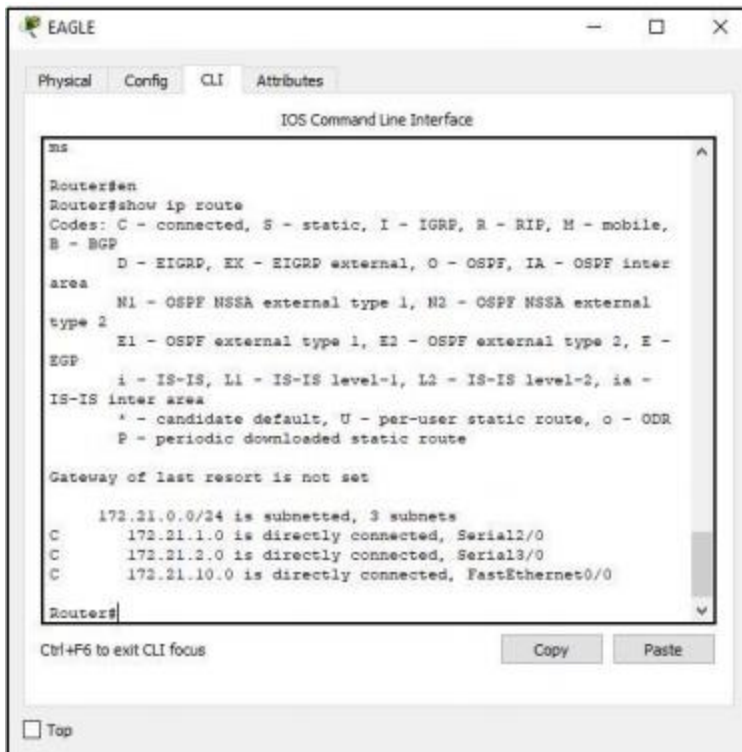 EAGLE
Physical Config CLI Attributes
IOS Command Line Interface
ms
Router#en
Router#show ip route
Codes: C - connected, S - static, I - IGRP, R - RIP, M - mobile,
B - BGP
D - EIGRP, EX - EIGRP external, O - OSPF, IA - OSPF inter
area
N1 - OSPF NSSA external type 1, N2 - OSPF NSSA external
type 2
E1 - OSPF external type 1, E2 - OSPF external type 2, E -
EGP
i - IS-IS, L1 - IS-IS level-1, L2 - IS-IS level-2, ia -
IS-IS inter area
* - candidate default, U - per-user static route, o - ODR
P - periodic downloaded static route
Gateway of last resort is not set
172.21.0.0/24 is subnetted, 3 subnets
C 172.21.1.0 is directly connected, Serial2/0
C 172.21.2.0 is directly connected, Serial3/0
C 172.21.10.0 is directly connected, FastEthernet0/0
Router#
Ctrl+F6 to exit CLI focus
Copy Paste
Top